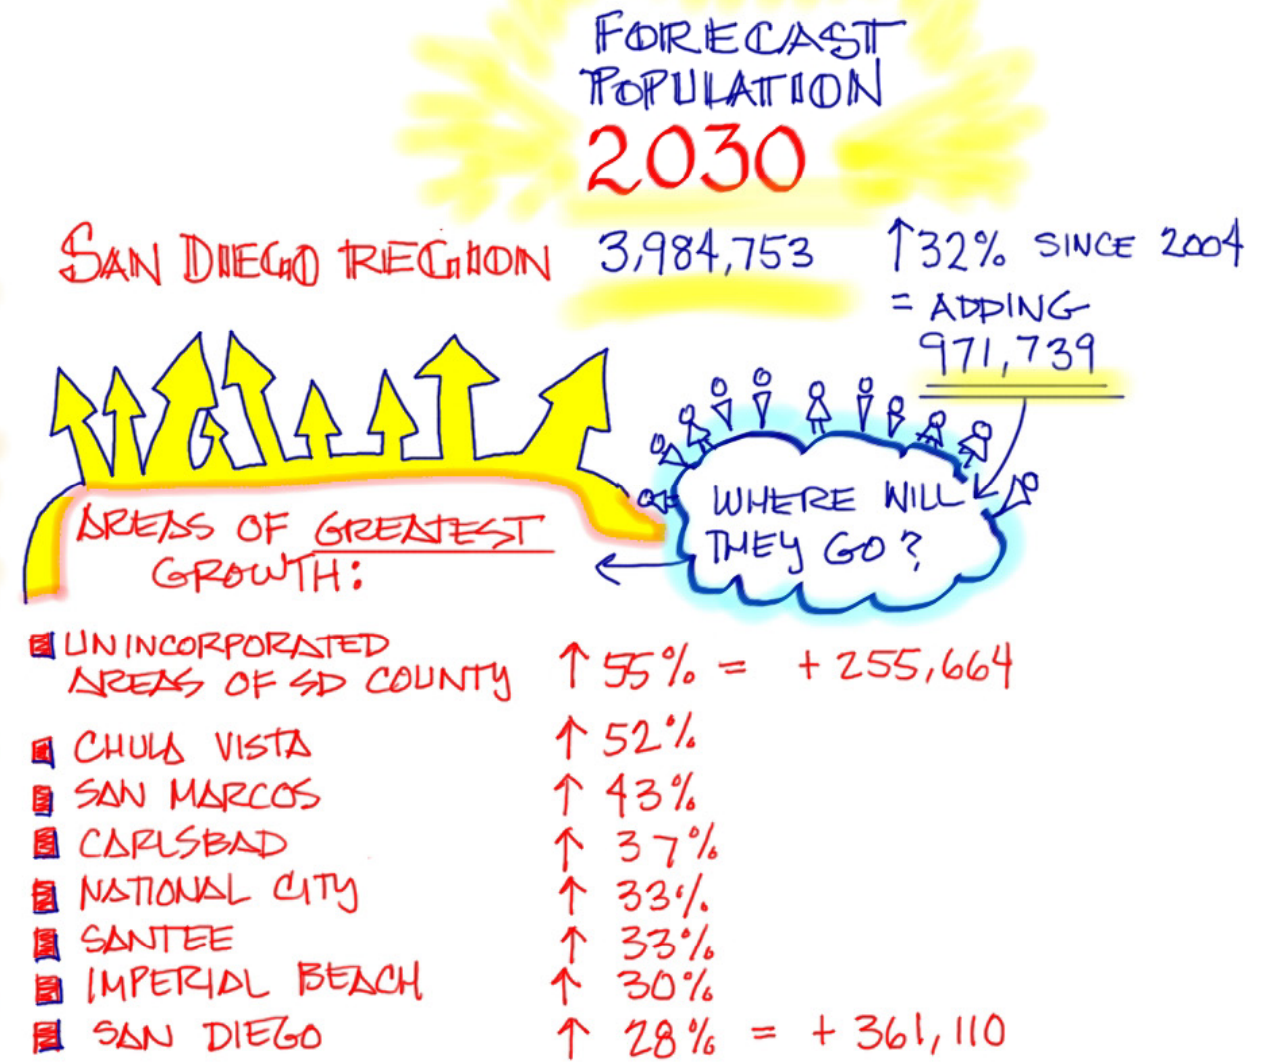 FORECAST
POPULATION
2030
SAN DIEGO REGION 3,984,753 ↑32% SINCE 2004
= ADDING
971,739
WHERE WILL
THEY GO?
AREAS OF GREATEST
GROWTH:
UNINCORPORATED
AREAS OF SD COUNTY ↑ 55% = + 255,664
CHULA VISTA ↑ 52%
SAN MARCOS ↑ 43%
CARLSBAD ↑ 37%
NATIONAL CITY ↑ 33%
SANTEE ↑ 33%
IMPERIAL BEACH ↑ 30%
SAN DIEGO ↑ 28% = + 361,110